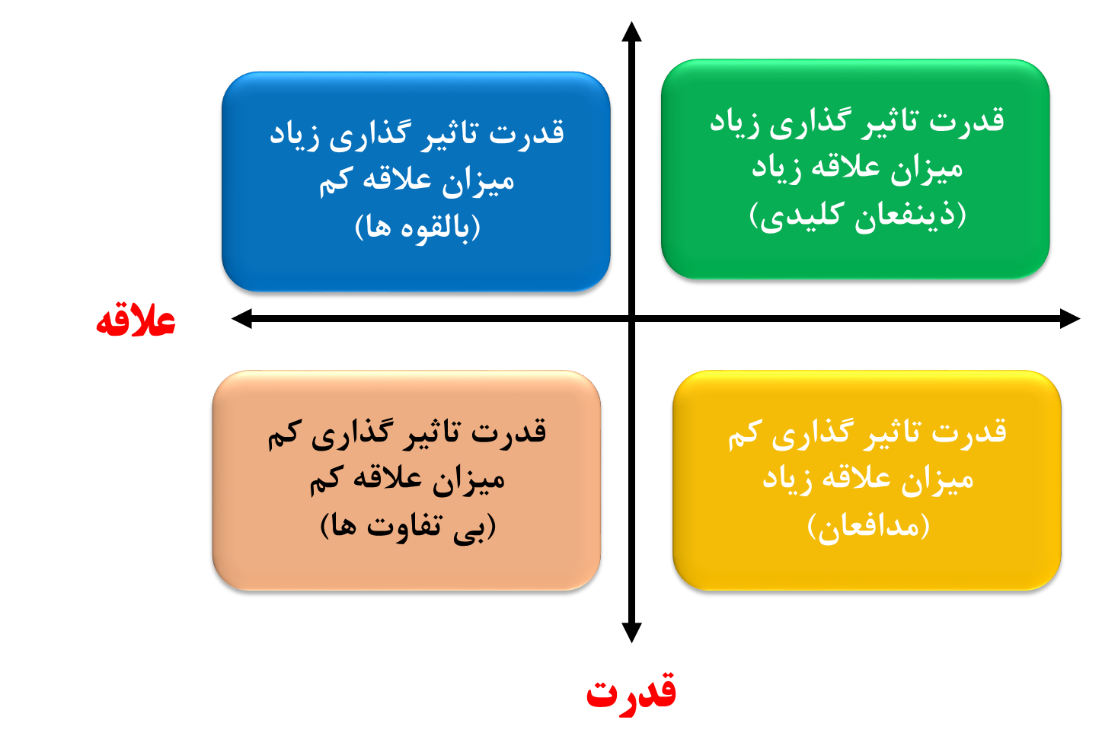 قدرت تاثیر گذاری زیاد
میزان علاقه زیاد
(ذینفعان کلیدی)
قدرت تاثیر گذاری زیاد
میزان علاقه کم
(بالقوه ها)
علاقه
قدرت تاثیر گذاری کم
میزان علاقه زیاد
(مدافعان)
قدرت تاثیر گذاری کم
میزان علاقه کم
(بی تفاوت ها)
قدرت